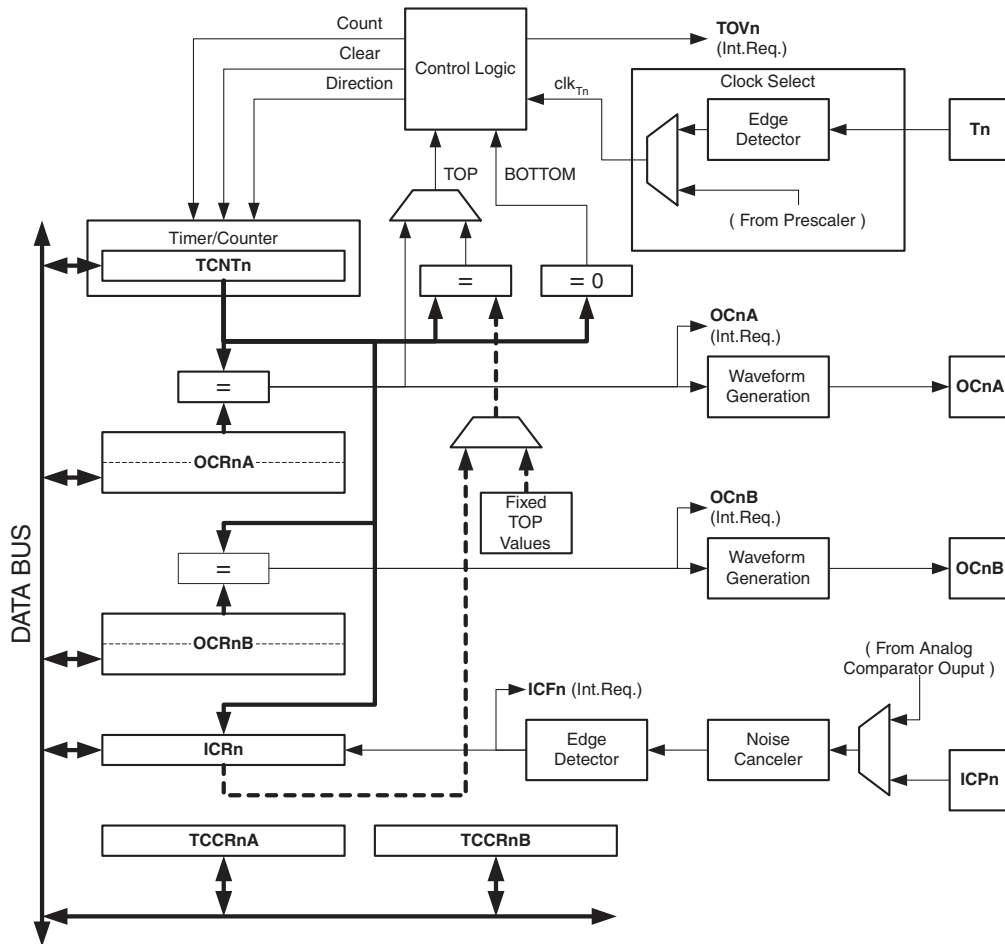 Count
Clear
Direction
Control Logic
TOVn
(Int.Req.)
clkTn
Clock Select
Edge
Detector
Tn
( From Prescaler )
TOP
BOTTOM
Timer/Counter
TCNTn
=
= 0
OCnA
(Int.Req.)
=
Waveform
Generation
OCnA
OCRnA
Fixed
TOP
Values
OCnB
(Int.Req.)
=
Waveform
Generation
OCnB
OCRnB
DATA BUS
( From Analog
Comparator Ouput )
ICFn (Int.Req.)
ICRn
Edge
Detector
Noise
Canceler
ICPn
TCCRnA
TCCRnB